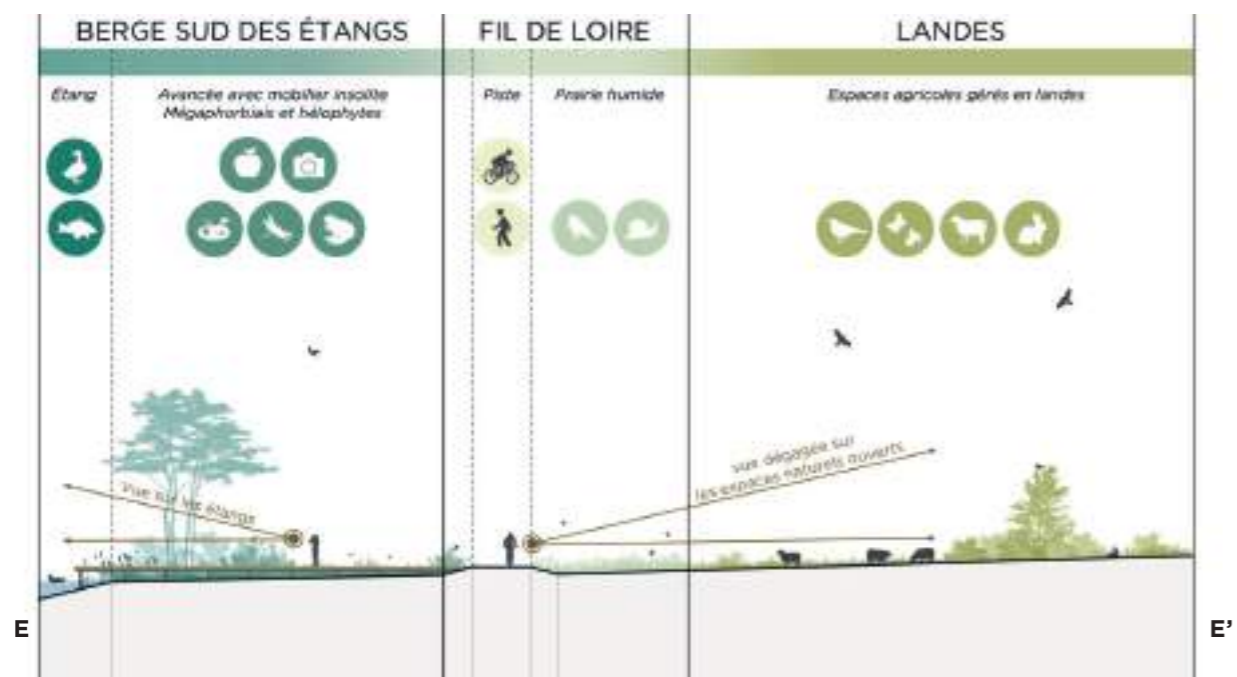 BERGE SUD DES ÉTANGS
FIL DE LOIRE
LANDES
Étang
Avancée avec mobilier insolite
Mégaphorbiais et hélophytes
Piste
Prairie humide
Espaces agricoles gérés en landes
vue sur les étangs
vue dégagée sur
les espaces naturels ouverts
E
E’